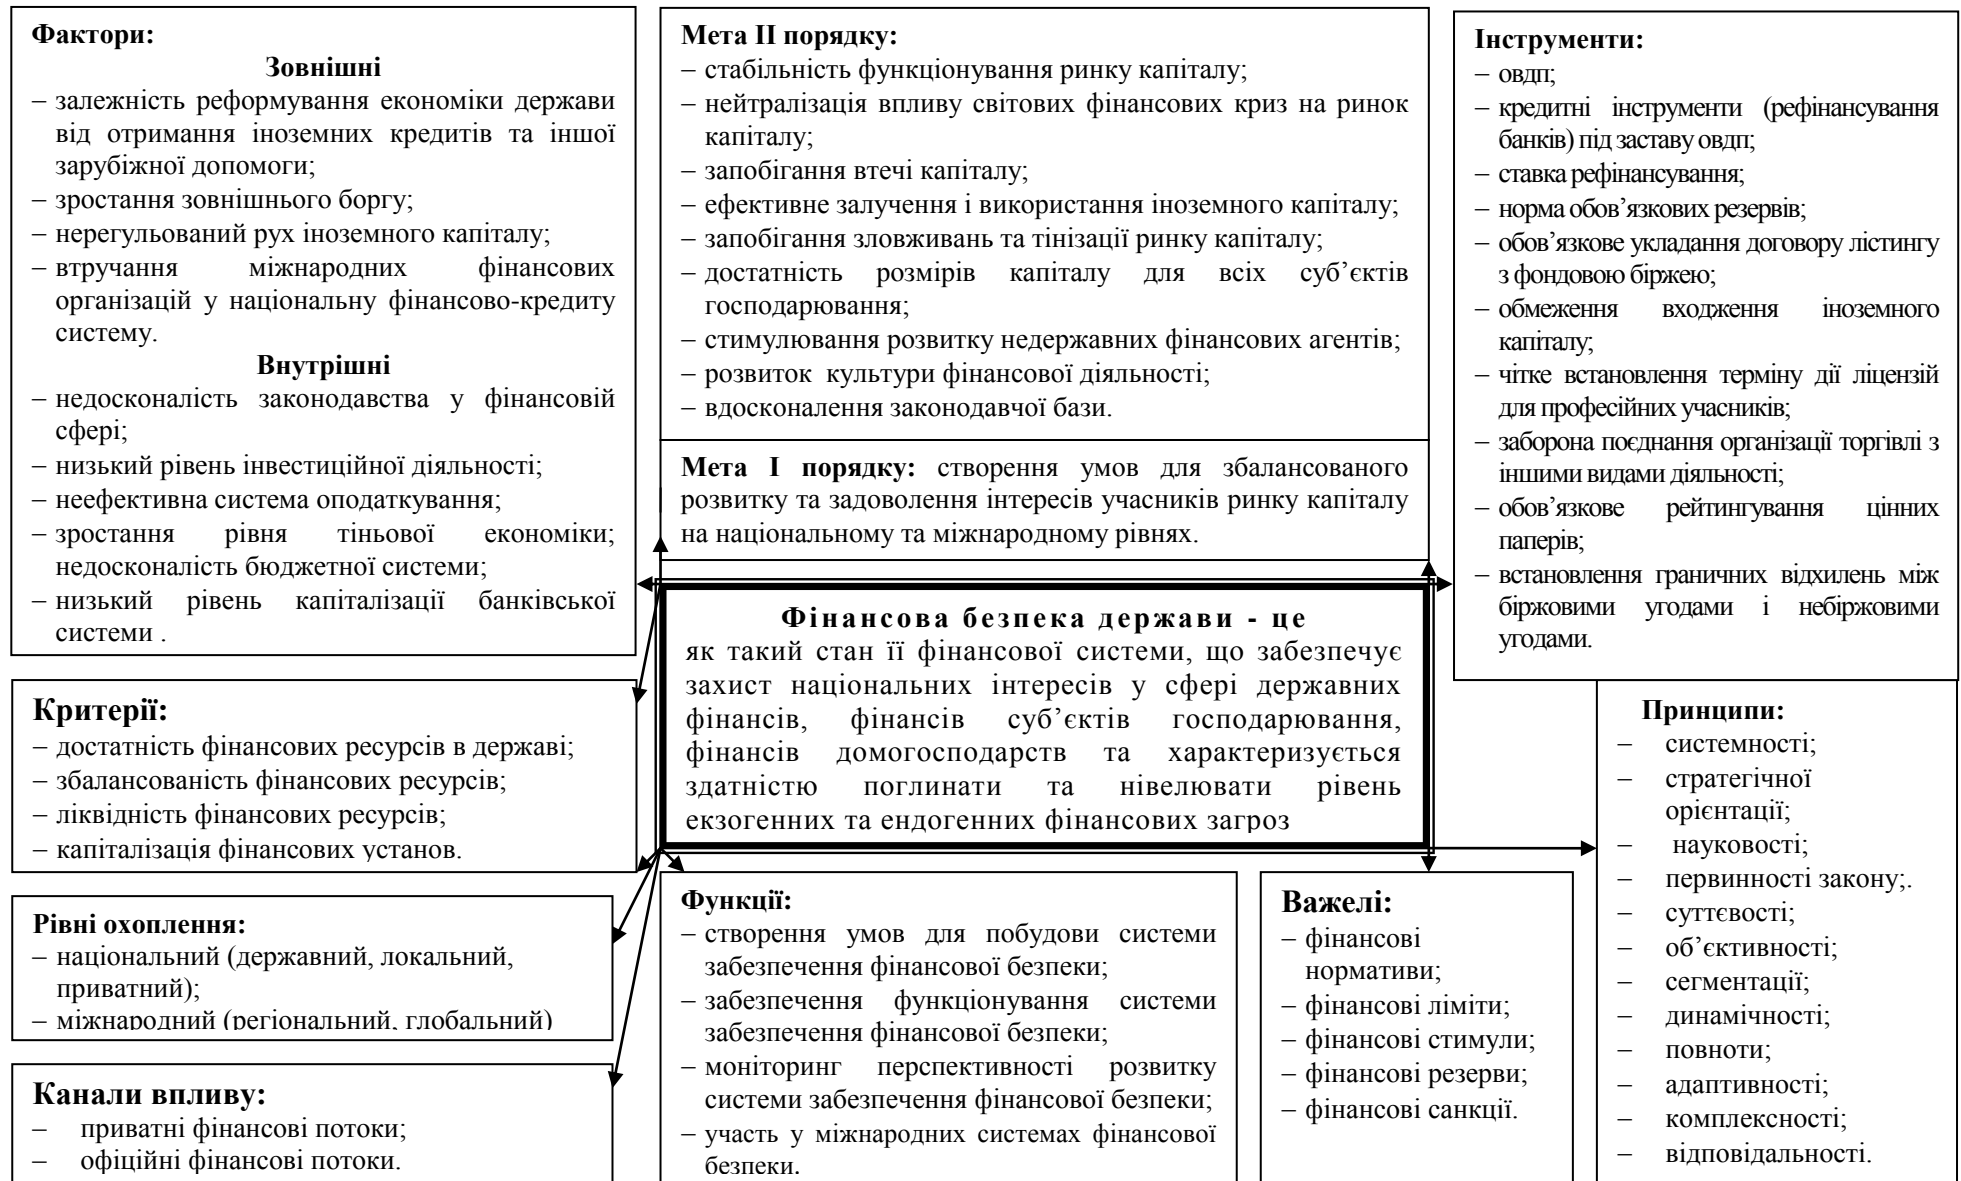 Фактори:
Зовнішні
– залежність реформування економіки держави
від отримання іноземних кредитів та іншої
зарубіжної допомоги;
– зростання зовнішнього боргу;
– нерегульований рух іноземного капіталу;
– втручання міжнародних фінансових
організацій у національну фінансово-кредиту
систему.
Внутрішні
– недосконалість законодавства у фінансовій
сфері;
– низький рівень інвестиційної діяльності;
– неефективна система оподаткування;
– зростання рівня тіньової економіки;
недосконалість бюджетної системи;
– низький рівень капіталізації банківської
системи .
Мета II порядку:
– стабільність функціонування ринку капіталу;
– нейтралізація впливу світових фінансових криз на ринок
капіталу;
– запобігання втечі капіталу;
– ефективне залучення і використання іноземного капіталу;
– запобігання зловживань та тінізації ринку капіталу;
– достатність розмірів капіталу для всіх суб’єктів
господарювання;
– стимулювання розвитку недержавних фінансових агентів;
– розвиток культури фінансової діяльності;
– вдосконалення законодавчої бази.
Мета I порядку: створення умов для збалансованого
розвитку та задоволення інтересів учасників ринку капіталу
на національному та міжнародному рівнях.
Інструменти:
– овдп;
– кредитні інструменти (рефінансування
банків) під заставу овдп;
– ставка рефінансування;
– норма обов’язкових резервів;
– обов’язкове укладання договору лістингу
з фондовою біржею;
– обмеження входження іноземного
капіталу;
– чітке встановлення терміну дії ліцензій
для професійних учасників;
– заборона поєднання організації торгівлі з
іншими видами діяльності;
– обов’язкове рейтингування цінних
паперів;
– встановлення граничних відхилень між
біржовими угодами і небіржовими
угодами.
Фінансова безпека держави - це
як такий стан її фінансової системи, що забезпечує
захист національних інтересів у сфері державних
фінансів, фінансів суб’єктів господарювання,
фінансів домогосподарств та характеризується
здатністю поглинати та нівелювати рівень
екзогенних та ендогенних фінансових загроз
Критерії:
– достатність фінансових ресурсів в державі;
– збалансованість фінансових ресурсів;
– ліквідність фінансових ресурсів;
– капіталізація фінансових установ.
Рівні охоплення:
– національний (державний, локальний,
приватний);
– міжнародний (регіональний, глобальний)
Канали впливу:
– приватні фінансові потоки;
– офіційні фінансові потоки.
Функції:
– створення умов для побудови системи
забезпечення фінансової безпеки;
– забезпечення функціонування системи
забезпечення фінансової безпеки;
– моніторинг перспективності розвитку
системи забезпечення фінансової безпеки;
– участь у міжнародних системах фінансової
безпеки.
Важелі:
– фінансові
нормативи;
– фінансові ліміти;
– фінансові стимули;
– фінансові резерви;
– фінансові санкції.
Принципи:
– системності;
– стратегічної
орієнтації;
– науковості;
– первинності закону;.
– суттєвості;
– об’єктивності;
– сегментації;
– динамічності;
– повноти;
– адаптивності;
– комплексності;
– відповідальності.